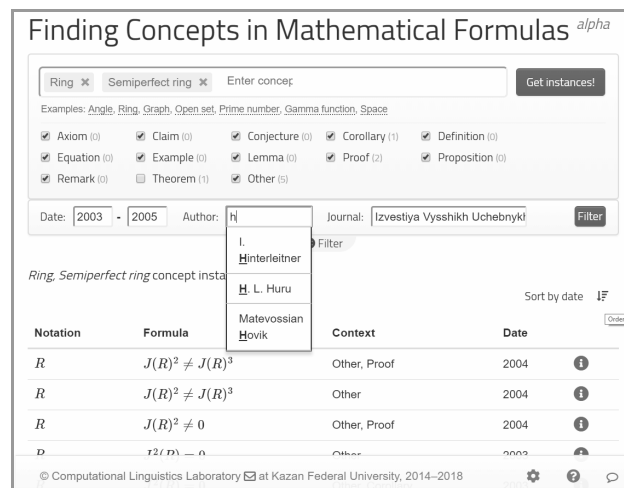 Finding Concepts in Mathematical Formulas alpha
Ring ✖ Semiperfect ring ✖ Enter concep Get instances!
Examples: Angle, Ring, Graph, Open set, Prime number, Gamma function, Space
Axiom (0) Claim (0) Conjecture (0) Corollary (1) Definition (0)
Equation (0) Example (0) Lemma (0) Proof (2) Proposition (0)
Remark (0) Theorem (1) Other (5)
Date: 2003 - 2005 Author: h Journal: Izvestiya Vysshikh Uchebnykh Filter
Filter
I.
Hinterleitner
H. L. Huru
Matevossian
Hovik
Ring, Semiperfect ring concept insta
Sort by date
Order
Notation Formula Context Date
R J(R)² ≠ J(R)³ Other, Proof 2004
R J(R)² ≠ J(R)³ Other 2004
R J(R)² ≠ 0 Other, Proof 2004
R J²(R) = 0 Other 2003
© Computational Linguistics Laboratory at Kazan Federal University, 2014–2018